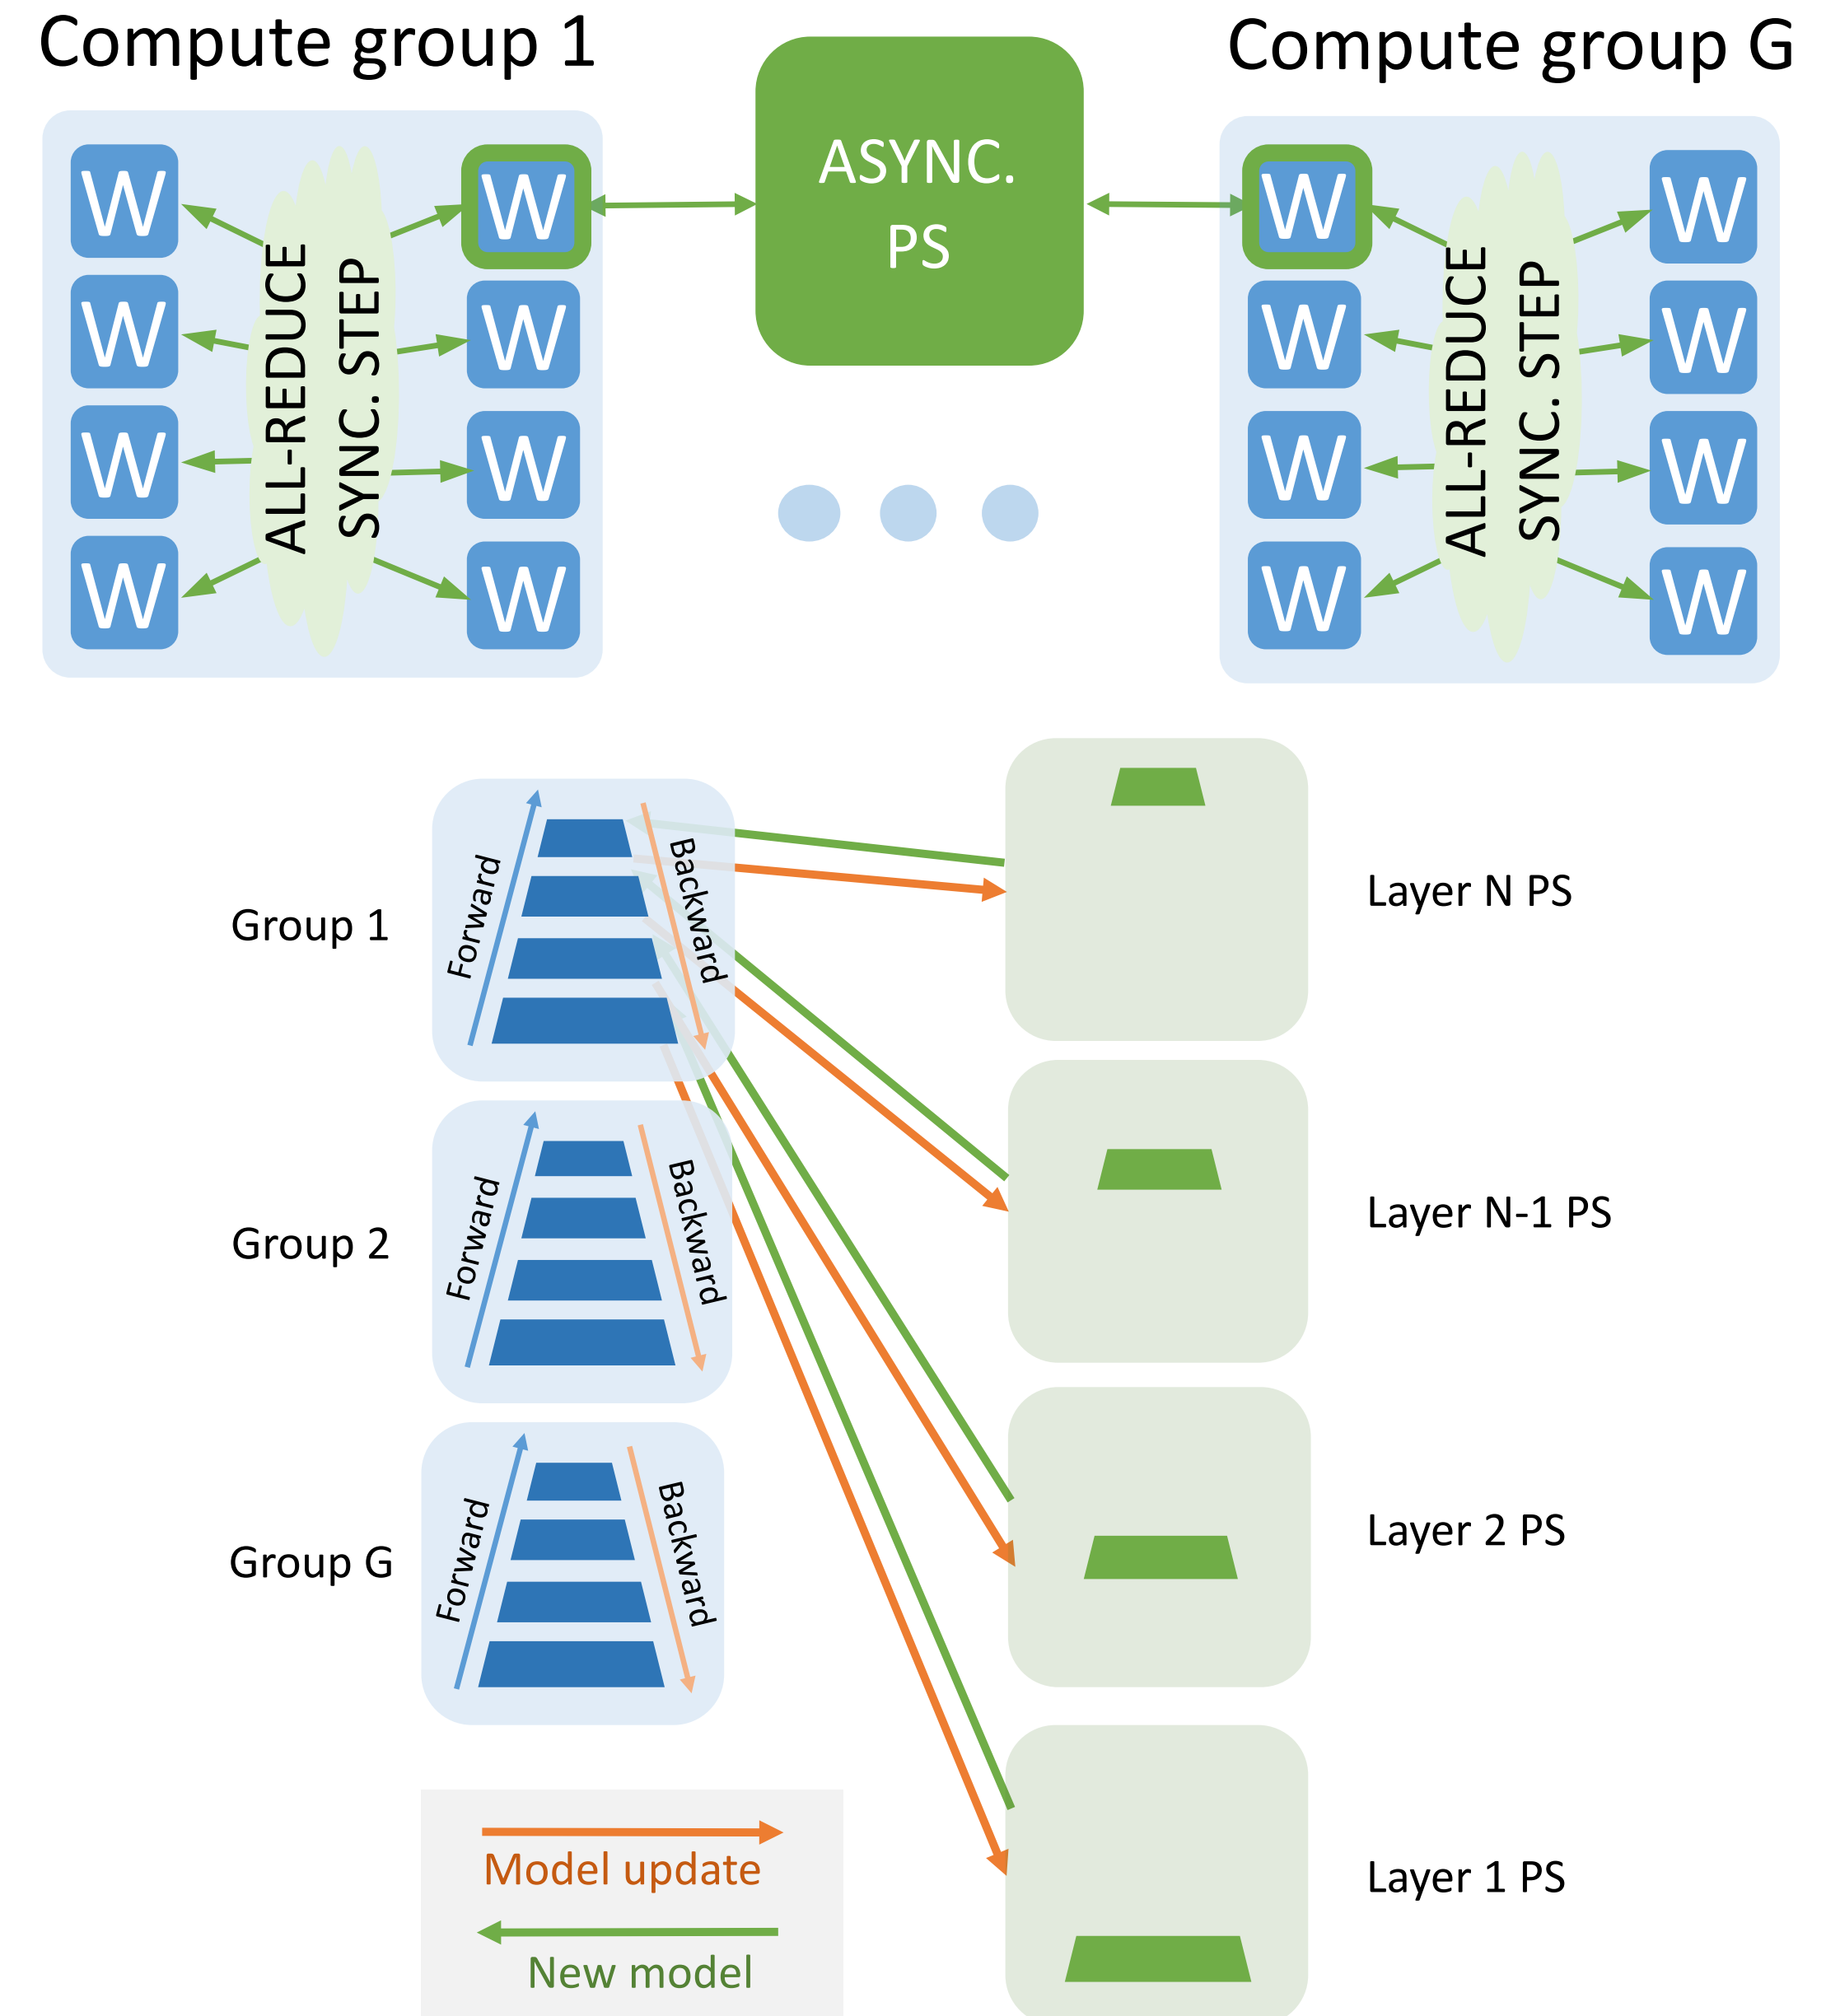 Compute group 1
Compute group G
W
W
W
W
ALL-REDUCE
SYNC. STEP
W
W
W
W
ASYNC.
PS
W
W
W
W
ALL-REDUCE
SYNC. STEP
W
W
W
W
Group 1
Forward
Backward
Layer N PS
Group 2
Forward
Backward
Layer N-1 PS
Group G
Forward
Backward
Layer 2 PS
Layer 1 PS
Model update
New model